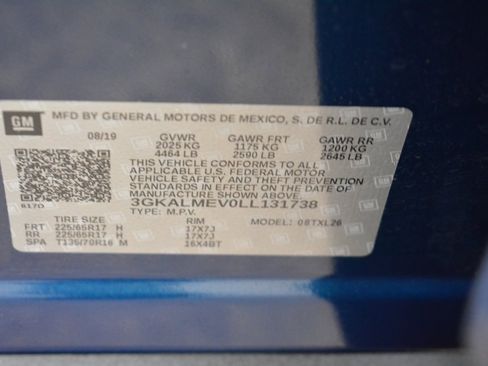 GM
MFD BY GENERAL MOTORS DE MEXICO, S. DE R.L. DE C.V.
08/19 GVWR GAWR FRT GAWR RR
2025 KG 1175 KG 1200 KG
4464 LB 2590 LB 2645 LB
THIS VEHICLE CONFORMS TO ALL
APPLICABLE U.S. FEDERAL MOTOR
VEHICLE SAFETY AND THEFT PREVENTION
STANDARDS IN EFFECT ON THE DATE OF
MANUFACTURE SHOWN ABOVE.
617D 3GKALMEV0LL131738
TYPE: M.P.V. MODEL: 08TXL26
TIRE SIZE RIM
FRT 225/65R17 H 17X7J
RR 225/65R17 H 17X7J
SPA T135/70R16 M 16X4BT